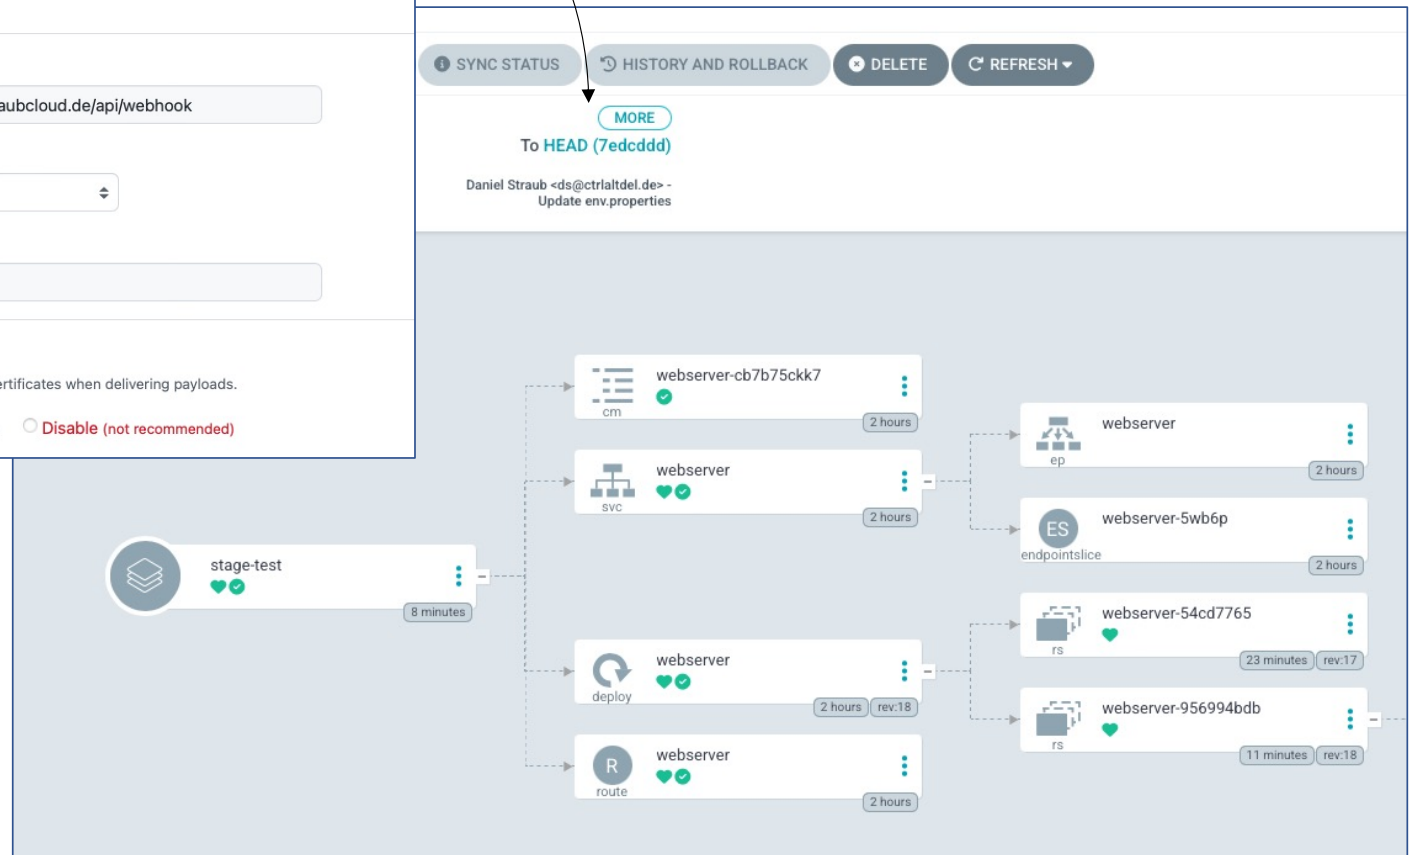 SYNC STATUS
HISTORY AND ROLLBACK
DELETE
REFRESH
aubcloud.de/api/webhook
MORE
To HEAD (7edcddd)
Daniel Straub <ds@ctrlaltdel.de> -
Update env.properties
ertificates when delivering payloads.
Disable (not recommended)
stage-test
8 minutes
cm
webserver-cb7b75ckk7
2 hours
svc
webserver
2 hours
deploy
webserver
2 hours
rev:18
R
route
webserver
2 hours
ep
webserver
2 hours
ES
endpointslice
webserver-5wb6p
2 hours
rs
webserver-54cd7765
23 minutes
rev:17
rs
webserver-956994bdb
11 minutes
rev:18